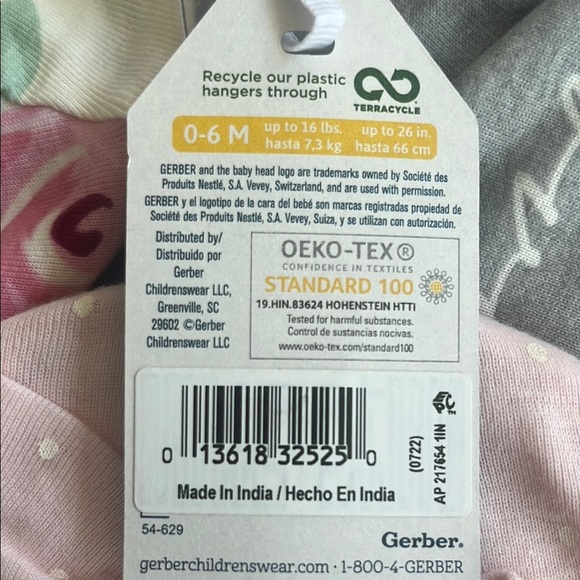 Recycle our plastic
hangers through
TERRACYCLE
0-6 M
up to 16 lbs.
hasta 7,3 kg
up to 26 in.
hasta 66 cm
GERBER and the baby head logo are trademarks owned by Société des
Produits Nestlé, S.A. Vevey, Switzerland, and are used with permission.
GERBER y el logotipo de la cara del bebé son marcas registradas propiedad de
Société des Produits Nestlé, S.A. Vevey, Suiza, y se utilizan con autorización.
Distributed by/
Distribuido por
Gerber
Childrenswear LLC,
Greenville, SC
29602 ©Gerber
Childrenswear LLC
OEKO-TEX®
CONFIDENCE IN TEXTILES
STANDARD 100
19.HIN.83624 HOHENSTEIN HTTI
Tested for harmful substances.
Control de sustancias nocivas.
www.oeko-tex.com/standard100
0 13618 32525 0
Made In India / Hecho En India
(0722)
AP 217654 1IN
54-629
Gerber.
gerberchildrenswear.com · 1-800-4-GERBER